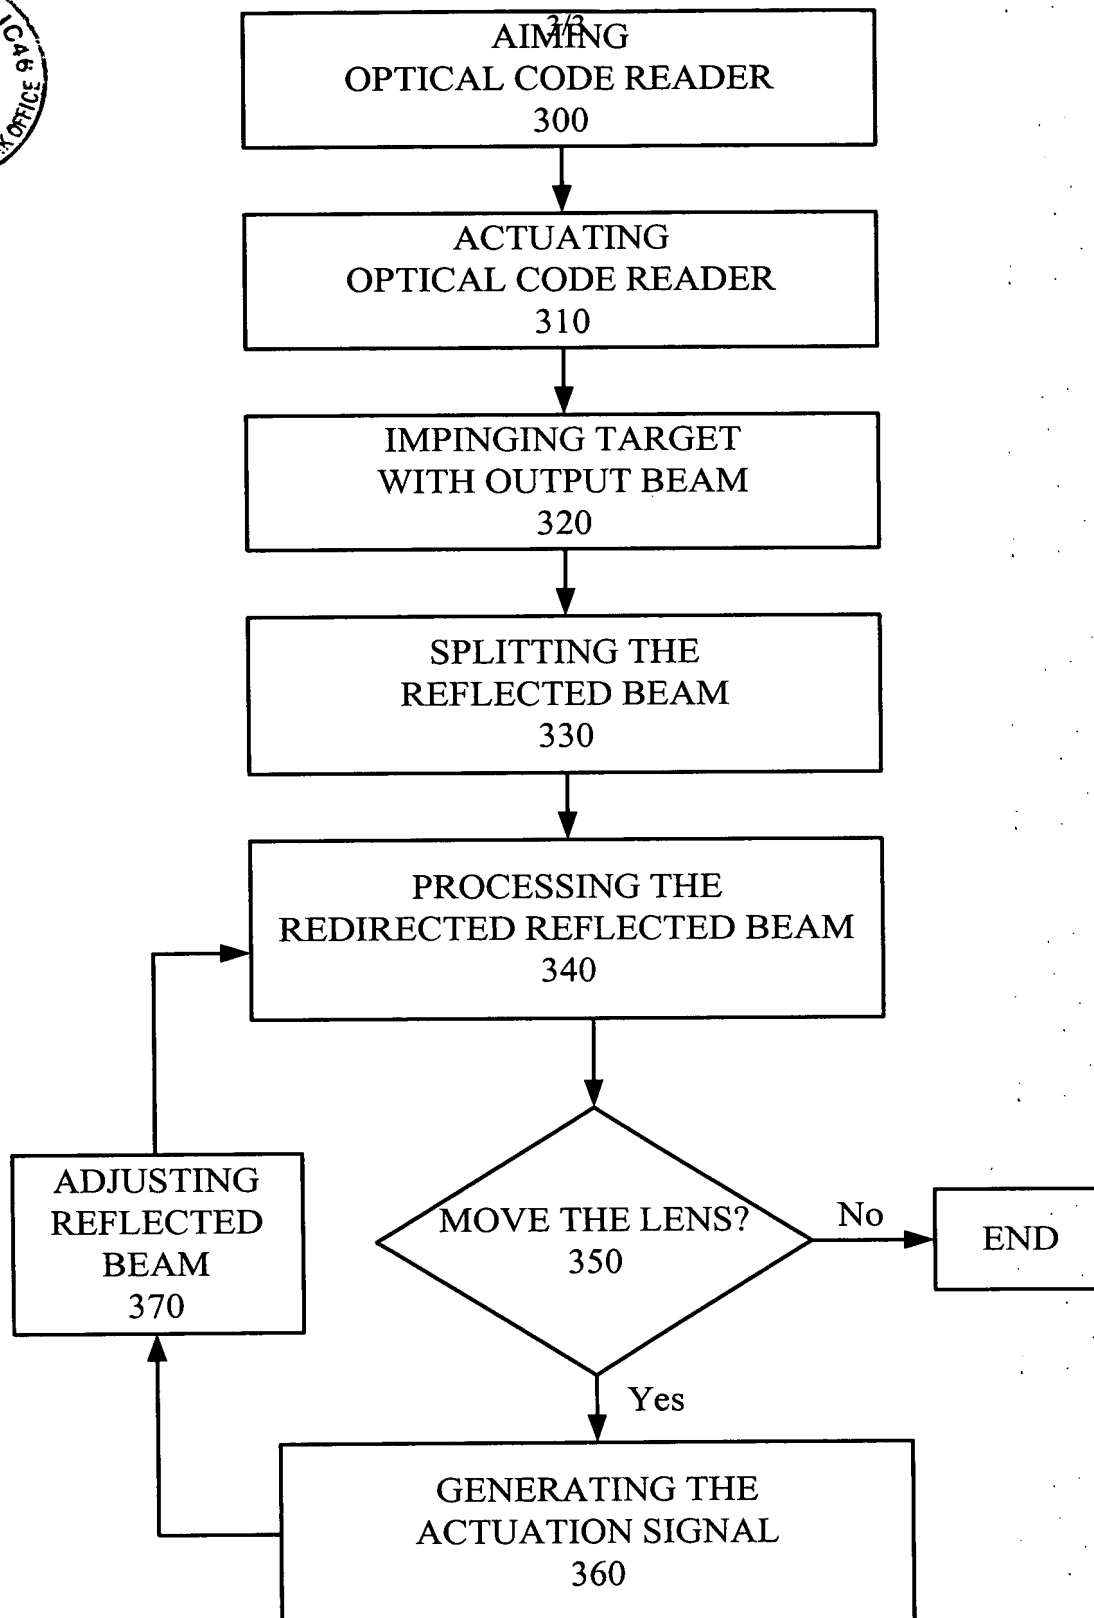 3/3
AIMING
OPTICAL CODE READER
300
ACTUATING
OPTICAL CODE READER
310
IMPINGING TARGET
WITH OUTPUT BEAM
320
SPLITTING THE
REFLECTED BEAM
330
PROCESSING THE
REDIRECTED REFLECTED BEAM
340
MOVE THE LENS?
350
No
END
Yes
GENERATING THE
ACTUATION SIGNAL
360
ADJUSTING
REFLECTED
BEAM
370
IC46
OFFICE